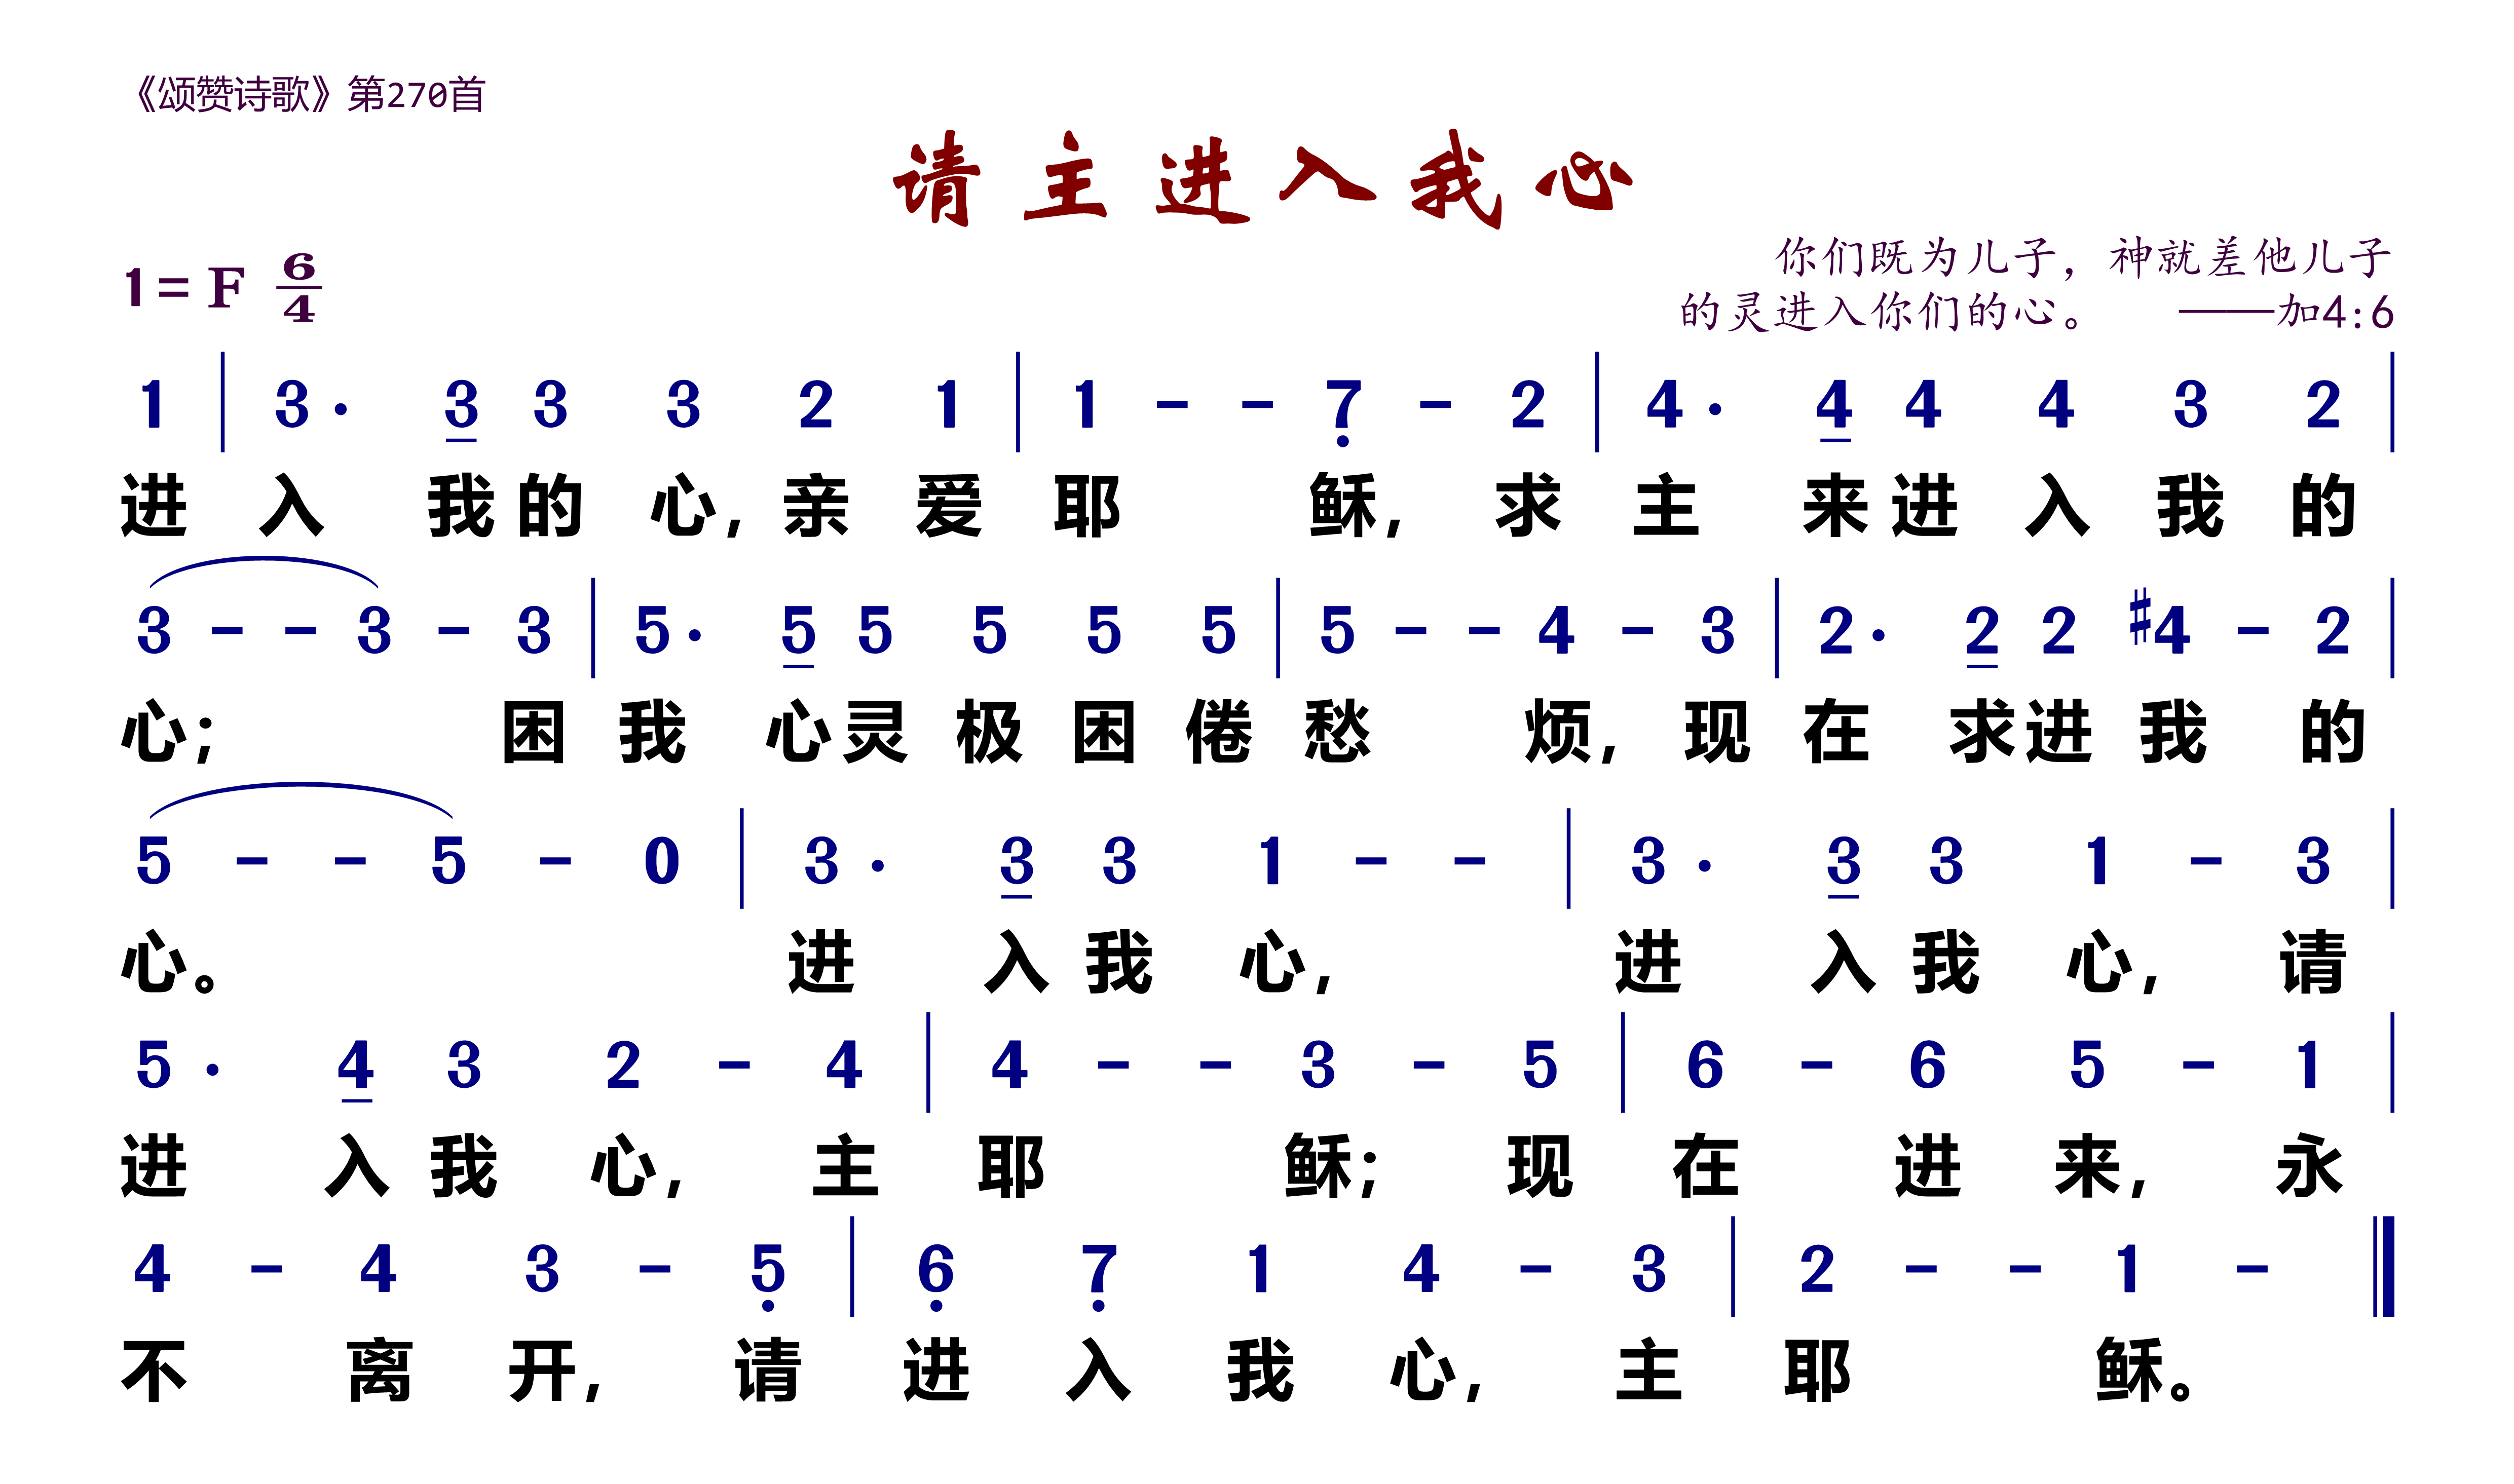 《颂赞诗歌》第270首
请主进入我心
1=F 6/4
你们既为儿子，神就差他儿子
的灵进入你们的心。 ——加4:6
1 | 3· 3 3 3 2 1 | 1 - - 7 - 2 | 4· 4 4 4 3 2 |
进入我的心,亲爱耶稣,求主来进入我的
3 - - 3 - 3 | 5· 5 5 5 5 5 | 5 - - 4 - 3 | 2· 2 2 #4 - 2 |
心;困我心灵极困倦愁烦,现在求进我的
5 - - 5 - 0 | 3· 3 3 1 - - | 3· 3 3 1 - 3 |
心。进入我心,进入我心,请
5· 4 3 2 - 4 | 4 - - 3 - 5 | 6 - 6 5 - 1 |
进入我心,主耶稣;现在进来,永
4 - 4 3 - 5 | 6 7 1 4 - 3 | 2 - - 1 - ‖
不离开,请进入我心,主耶稣。